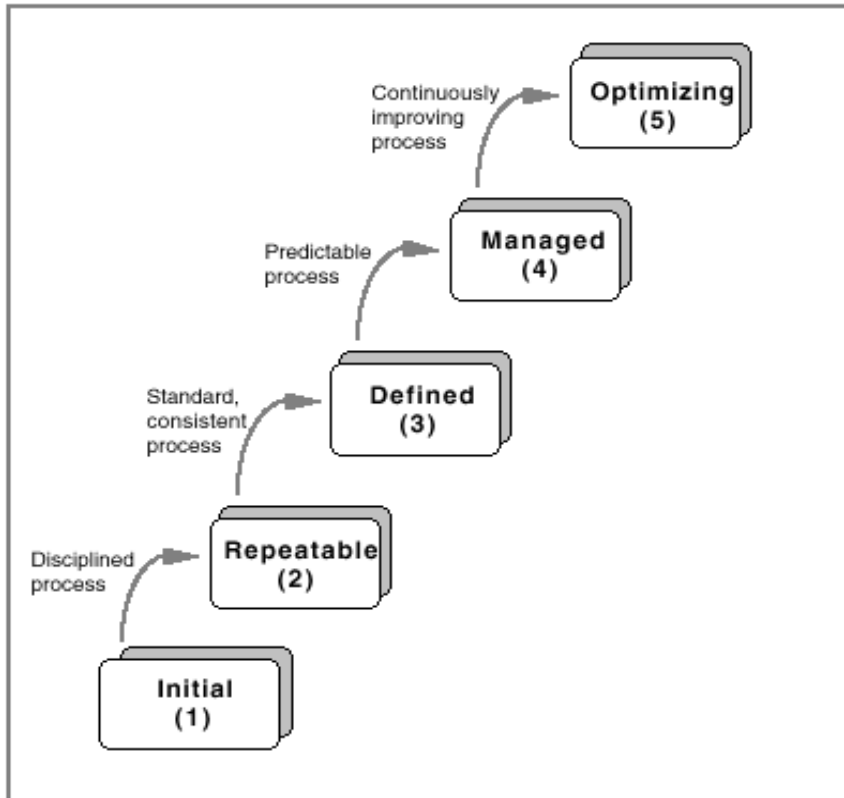 Continuously
improving
process
Optimizing
(5)
Predictable
process
Managed
(4)
Standard,
consistent
process
Defined
(3)
Disciplined
process
Repeatable
(2)
Initial
(1)